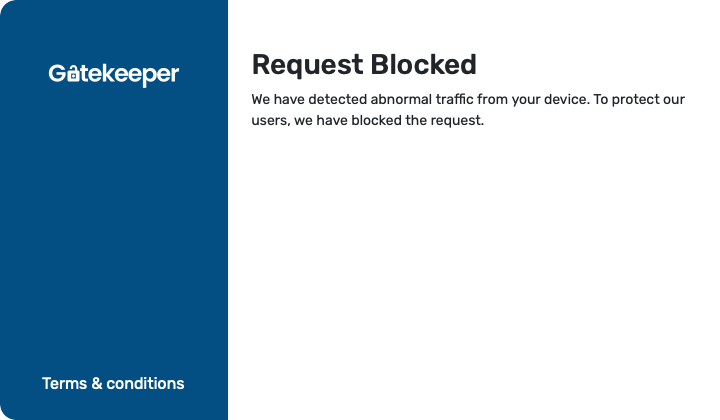 Gatekeeper
Request Blocked
We have detected abnormal traffic from your device. To protect our
users, we have blocked the request.
Terms & conditions